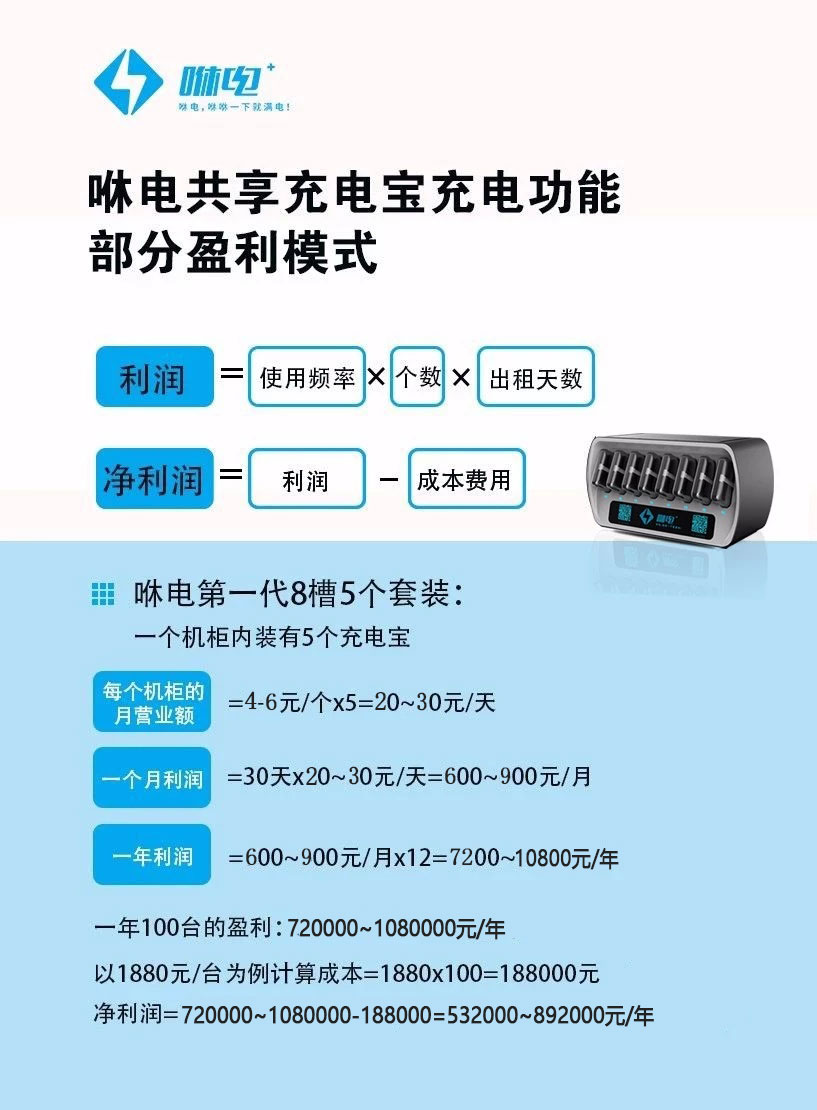 咻电+
咻电，咻咻一下就满电！
咻电共享充电宝充电功能
部分盈利模式
利润=使用频率×个数×出租天数
净利润=利润-成本费用
咻电+
咻电第一代8槽5个套装：
一个机柜内装有5个充电宝
每个机柜的
月营业额
=4-6元/个x5=20~30元/天
一个月利润=30天x20~30元/天=600~900元/月
一年利润=600~900元/月x12=7200~10800元/年
一年100台的盈利：720000~1080000元/年
以1880元/台为例计算成本=1880x100=188000元
净利润=720000~1080000-188000=532000~892000元/年